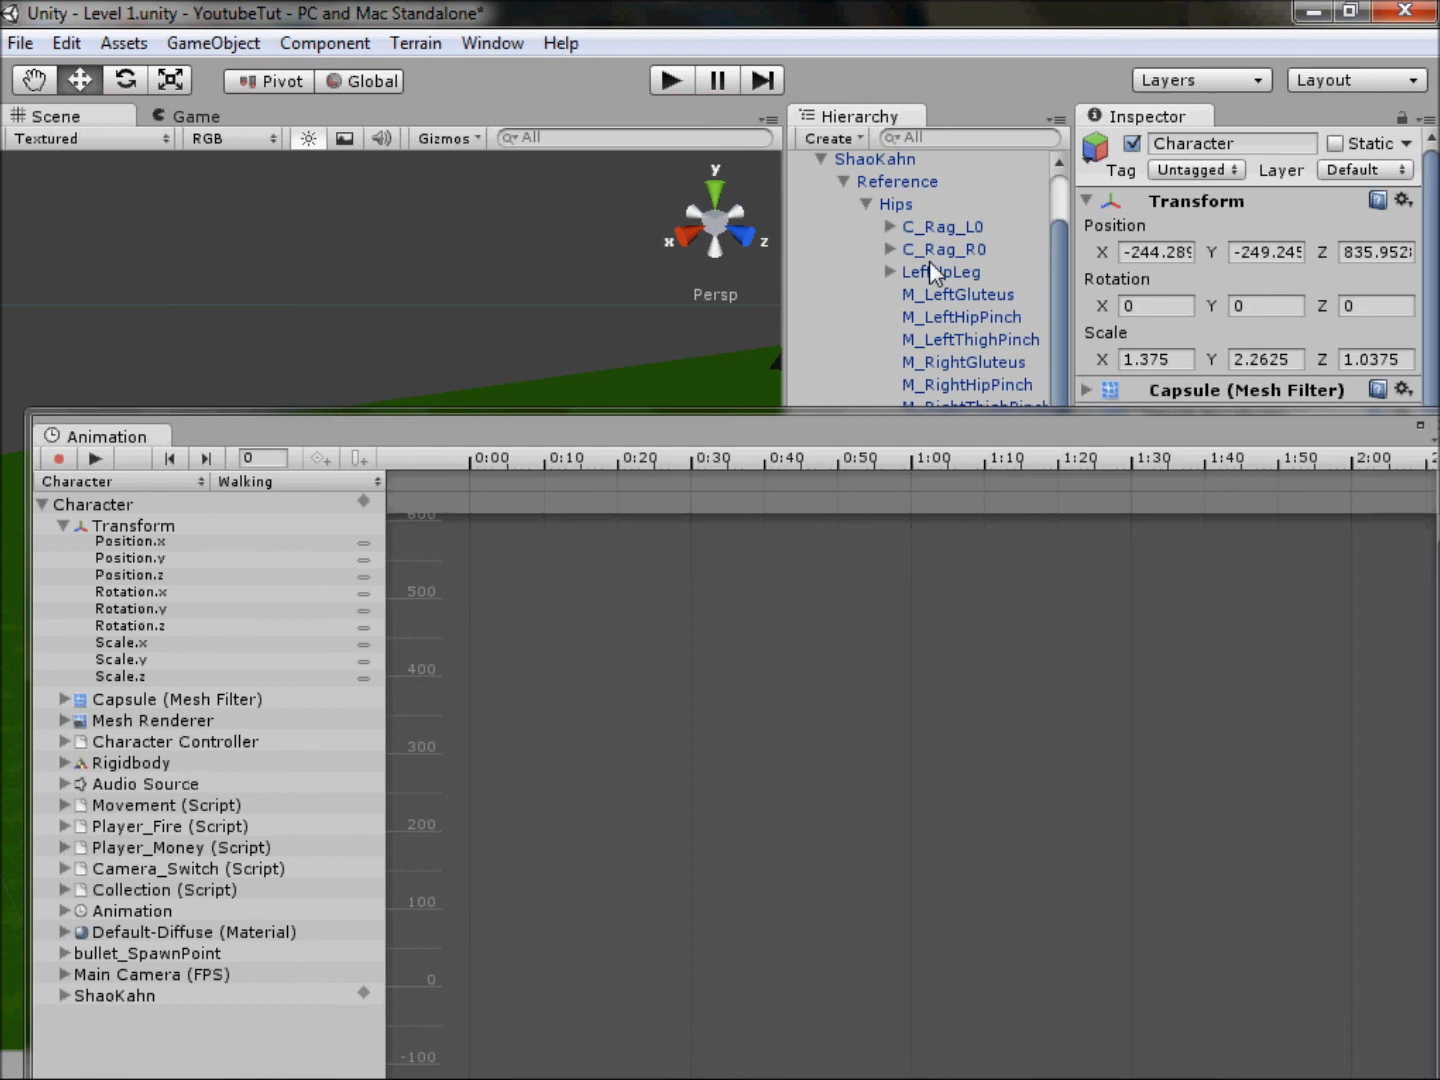 Unity - Level 1.unity - YoutubeTut - PC and Mac Standalone*
File Edit Assets GameObject Component Terrain Window Help
Pivot Global Layers Layout
Scene Game
Textured RGB Gizmos All
y
x z
Persp
Hierarchy
Create All
ShaoKahn
Reference
Hips
C_Rag_L0
C_Rag_R0
M_LeftGluteus
M_LeftHipPinch
M_LeftThighPinch
M_RightGluteus
M_RightHipPinch
M_RightThighPinch
Inspector
Character Static
Tag Untagged Layer Default
Transform
Position
X -244.289 Y -249.245 Z 835.952
Rotation
X 0 Y 0 Z 0
Scale
X 1.375 Y 2.2625 Z 1.0375
Capsule (Mesh Filter)
Animation
0 0:00 0:10 0:20 0:30 0:40 0:50 1:00 1:10 1:20 1:30 1:40 1:50 2:00
Character Walking
Character
Transform
Position.x
Position.y
Position.z
Rotation.x
Rotation.y
Rotation.z
Scale.x
Scale.y
Scale.z
Capsule (Mesh Filter)
Mesh Renderer
Character Controller
Rigidbody
Audio Source
Movement (Script)
Player_Fire (Script)
Player_Money (Script)
Camera_Switch (Script)
Collection (Script)
Animation
Default-Diffuse (Material)
bullet_SpawnPoint
Main Camera (FPS)
ShaoKahn
600
500
400
300
200
100
0
-100